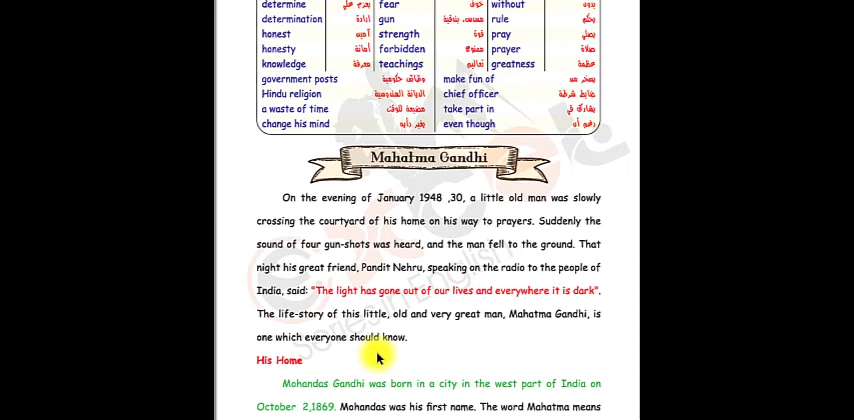 determine يعزم علي fear خوف without بدون
determination ارادة gun مسدس. بندقية rule يحكم
honest أمين strength قوة pray يصلي
honesty أمانة forbidden ممنوع prayer صلاة
knowledge معرفة teachings تعاليم greatness عظمة
government posts وظائف حكومية make fun of يسخر من
Hindu religion الديانة الهندوسية chief officer ضابط شرطة
a waste of time مضيعة للوقت take part in يشارك في
change his mind يغير رأيه even though رغم أن
Mahatma Gandhi
On the evening of January 1948 ,30, a little old man was slowly
crossing the courtyard of his home on his way to prayers. Suddenly the
sound of four gun-shots was heard, and the man fell to the ground. That
night his great friend, Pandit Nehru, speaking on the radio to the people of
India, said: "The light has gone out of our lives and everywhere it is dark".
The life-story of this little, old and very great man, Mahatma Gandhi, is
one which everyone should know.
His Home
Mohandas Gandhi was born in a city in the west part of India on
October 2,1869. Mohandas was his first name. The word Mahatma means
Series in English